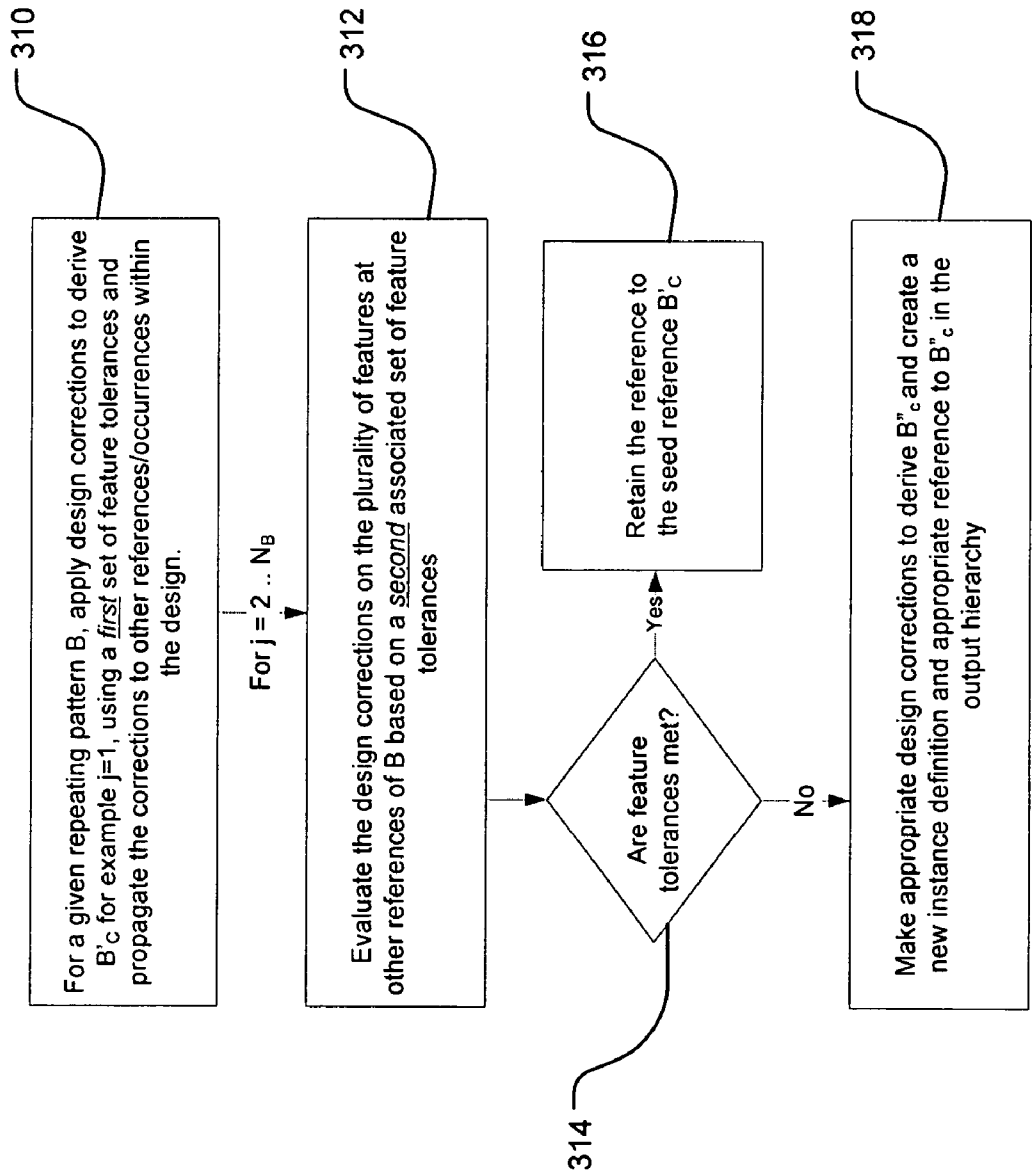 310
For a given repeating pattern B, apply design corrections to derive
B'C for example j=1, using a first set of feature tolerances and
propagate the corrections to other references/occurrences within
the design.
For j = 2 .. NB
312
Evaluate the design corrections on the plurality of features at
other references of B based on a second associated set of feature
tolerances
314
Are feature
tolerances met?
Yes
316
Retain the reference to
the seed reference B'C
No
318
Make appropriate design corrections to derive B"c and create a
new instance definition and appropriate reference to B"c in the
output hierarchy